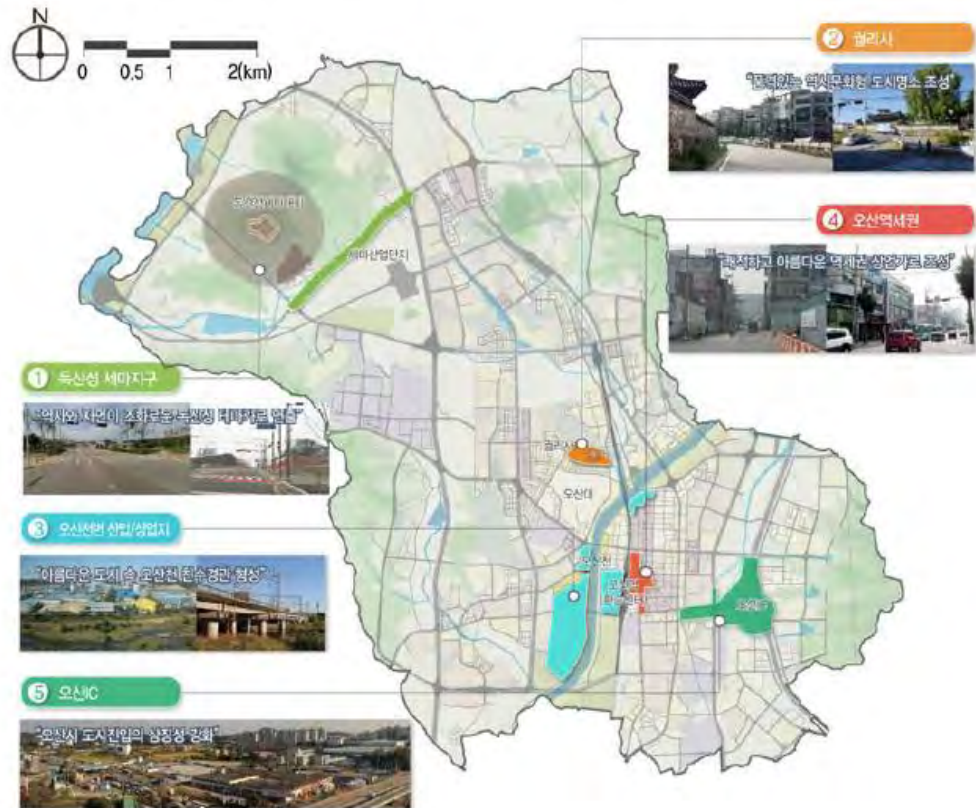 N
0 0.5 1 2(km)
2 궐리사
"품격있는 역사문화형 도시명소 조성"
4 오산역세권
"쾌적하고 아름다운 역세권 상업가로 조성"
세마산업단지
1 독산성 세마지구
"역사와 자연이 조화로운 독산성 테마가로 연출"
궐리사
오산대
3 오산천변 산업/상업지
"아름다운 도시 속 오산천 친수경관 형성"
오산천
오산역
오산IC
5 오산IC
"오산시 도시진입의 상징성 강화"